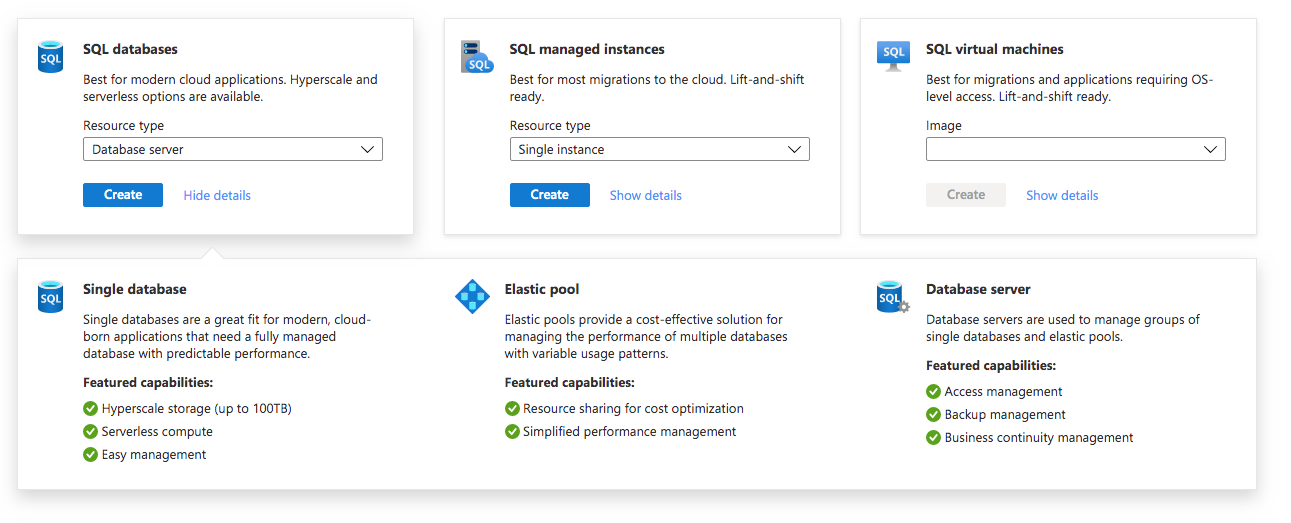 SQL
SQL databases
Best for modern cloud applications. Hyperscale and
serverless options are available.
Resource type
Database server
Create
Hide details
SQL
SQL managed instances
Best for most migrations to the cloud. Lift-and-shift
ready.
Resource type
Single instance
Create
Show details
SQL
SQL virtual machines
Best for migrations and applications requiring OS-
level access. Lift-and-shift ready.
Image
Create
Show details
SQL
Single database
Single databases are a great fit for modern, cloud-
born applications that need a fully managed
database with predictable performance.
Featured capabilities:
Hyperscale storage (up to 100TB)
Serverless compute
Easy management
Elastic pool
Elastic pools provide a cost-effective solution for
managing the performance of multiple databases
with variable usage patterns.
Featured capabilities:
Resource sharing for cost optimization
Simplified performance management
SQL
Database server
Database servers are used to manage groups of
single databases and elastic pools.
Featured capabilities:
Access management
Backup management
Business continuity management